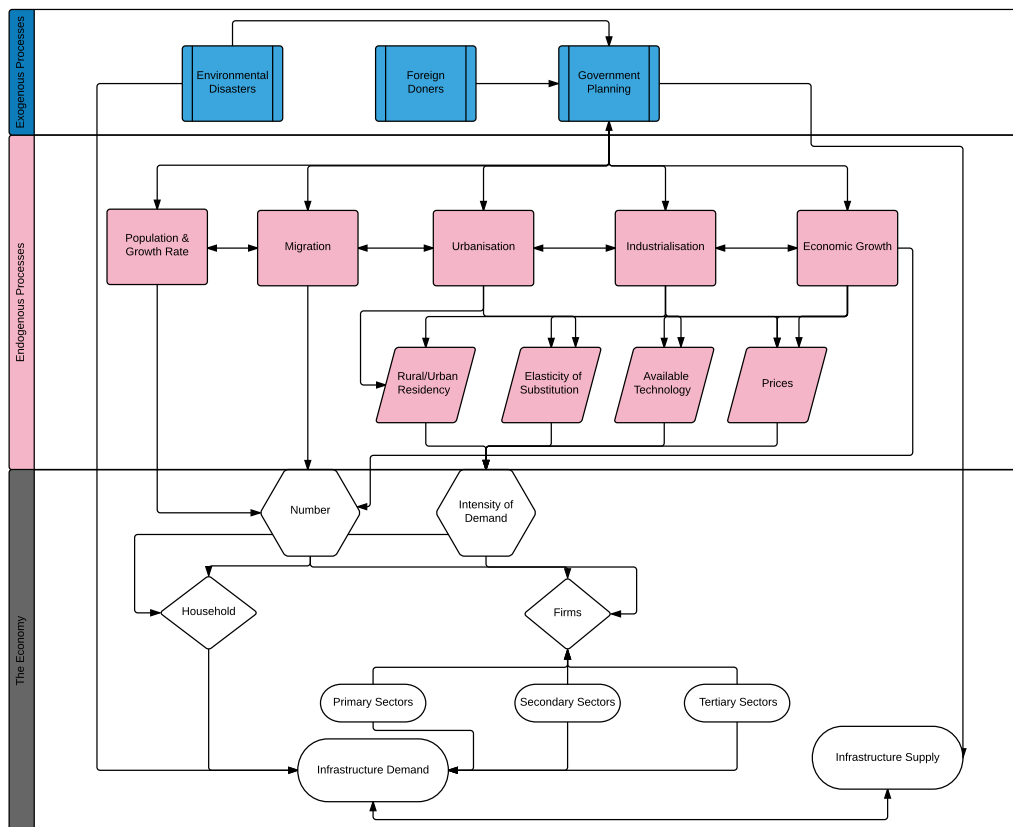 Exogenous Processes
Environmental
Disasters
Foreign
Doners
Government
Planning
Endogenous Processes
Population &
Growth Rate
Migration
Urbanisation
Industrialisation
Economic Growth
Rural/Urban
Residency
Elasticity of
Substitution
Available
Technology
Prices
The Economy
Number
Intensity of
Demand
Household
Firms
Primary Sectors
Secondary Sectors
Tertiary Sectors
Infrastructure Demand
Infrastructure Supply